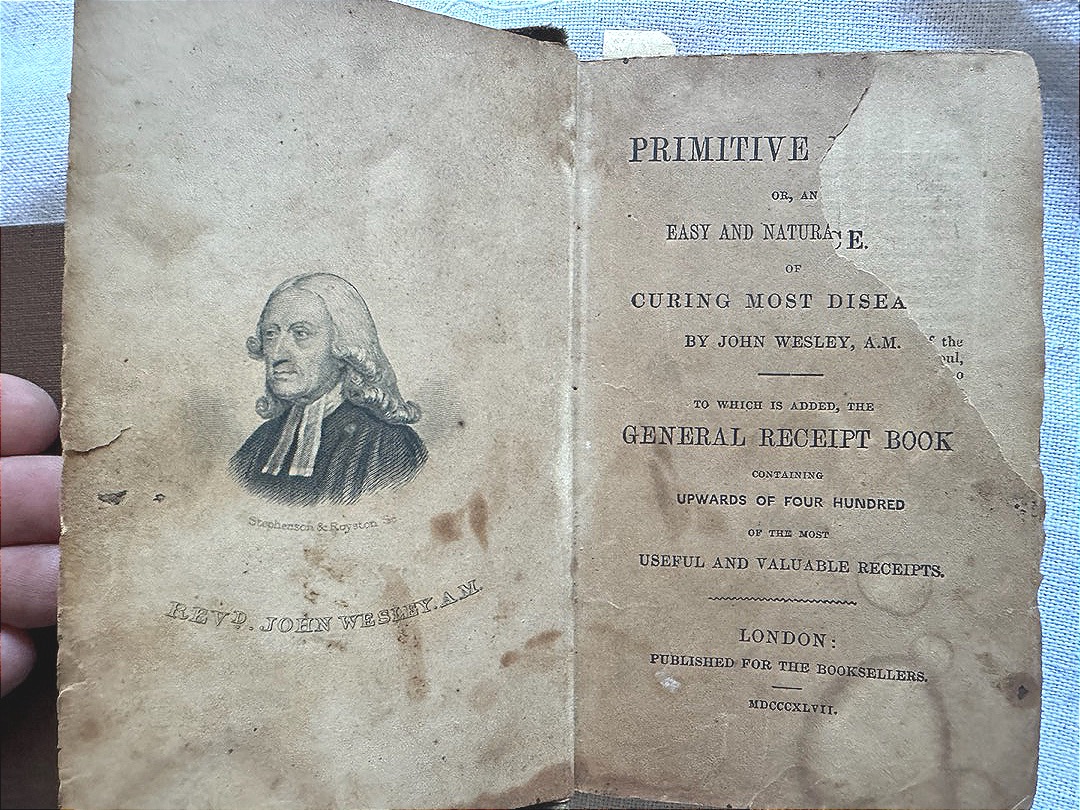 Stephenson & Royston Sc
REVD. JOHN WESLEY. A.M.
PRIMITIVE
OR, AN
EASY AND NATURA
E.
OF
CURING MOST DISEA
BY JOHN WESLEY, A.M.
the
oul,
o
TO WHICH IS ADDED, THE
GENERAL RECEIPT BOOK
CONTAINING
UPWARDS OF FOUR HUNDRED
OF THE MOST
USEFUL AND VALUABLE RECEIPTS.
LONDON:
PUBLISHED FOR THE BOOKSELLERS.
MDCCCXLVII.